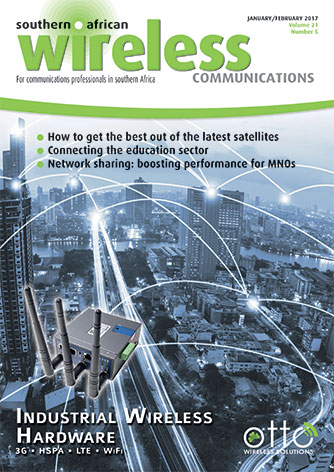 southern african
JANUARY/FEBRUARY 2017
Volume 21
Number 5
wireless
For communications professionals in southern Africa
COMMUNICATIONS
How to get the best out of the latest satellites
Connecting the education sector
Network sharing: boosting performance for MNOs
INDUSTRIAL WIRELESS
HARDWARE
3G • HSPA • LTE • WiFi
otto
WIRELESS SOLUTIONS